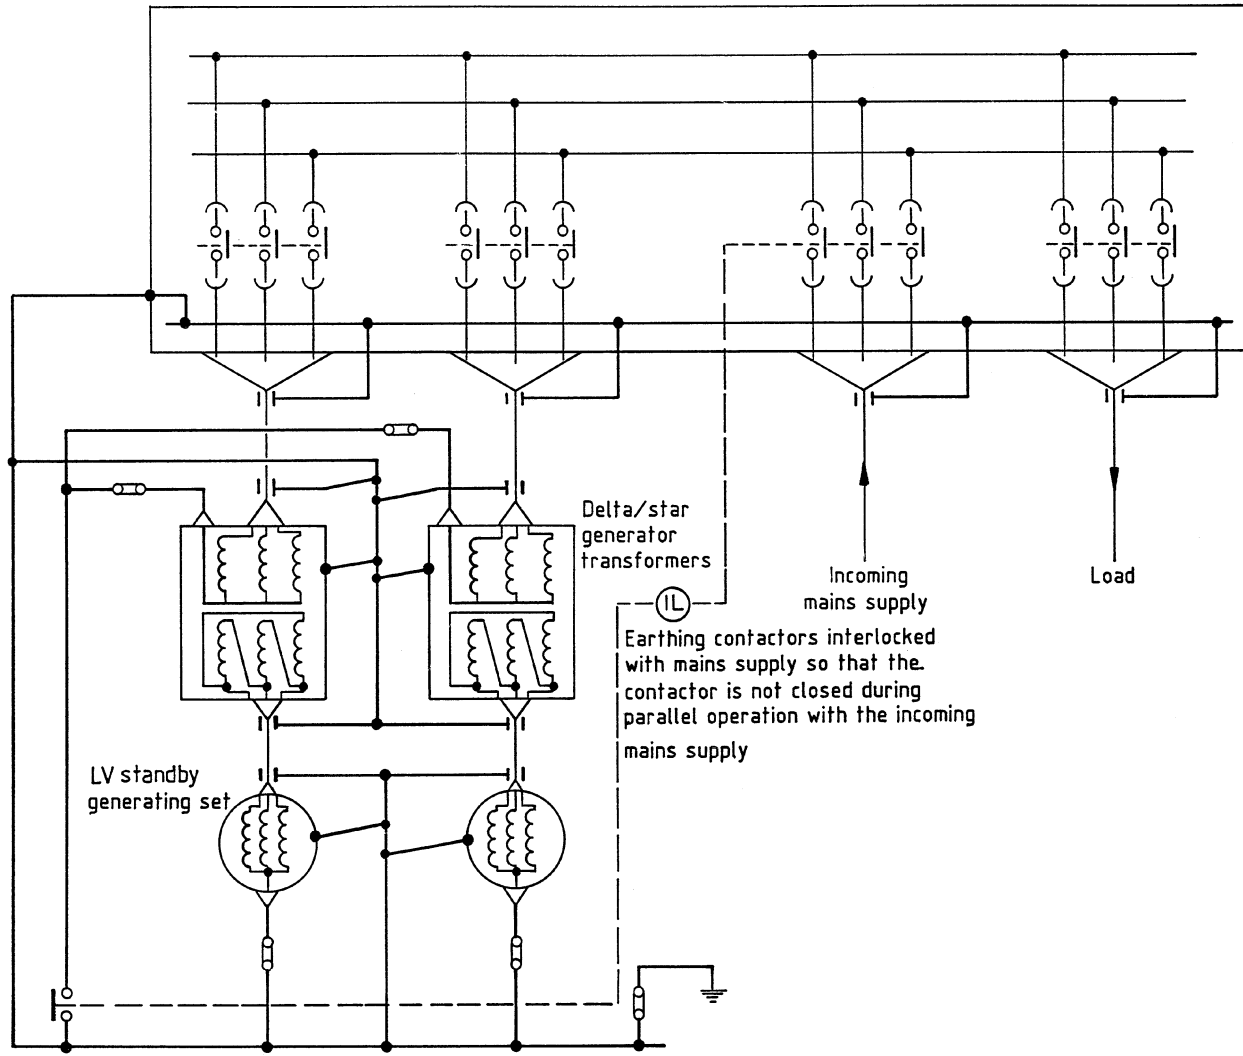 Delta/star
generator
transformers
Incoming
mains supply
Load
IL
Earthing contactors interlocked
with mains supply so that the.
contactor is not closed during
parallel operation with the incoming
mains supply
LV standby
generating set